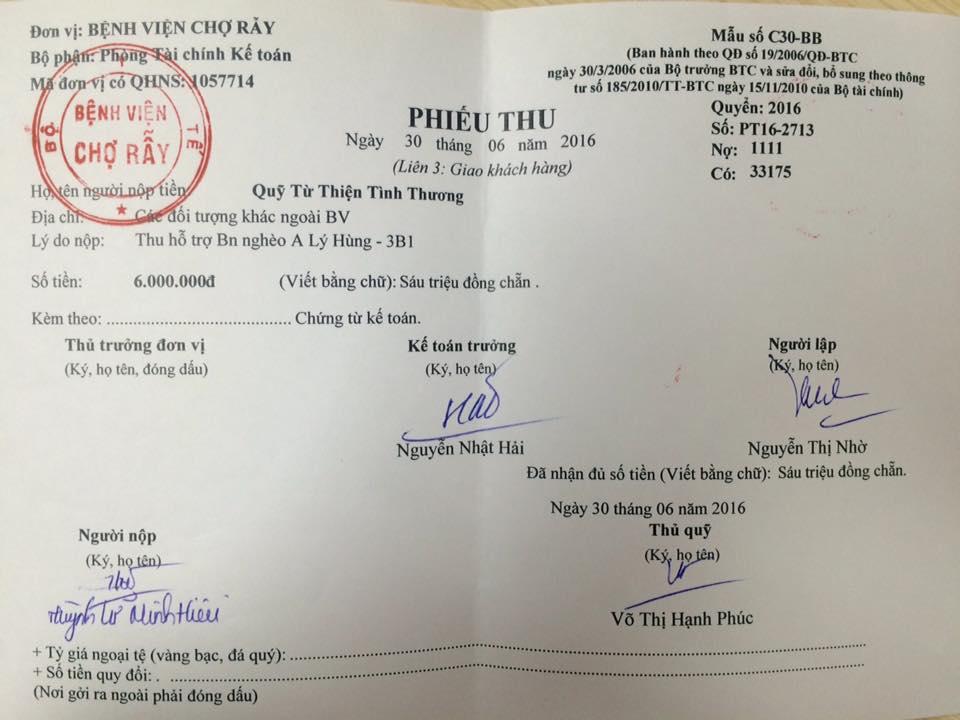 Đơn vị: BỆNH VIỆN CHỢ RẪY
Bộ phận: Phòng Tài chính Kế toán
Mã đơn vị có QHNS: 1057714
Mẫu số C30-BB
(Ban hành theo QĐ số 19/2006/QĐ-BTC
ngày 30/3/2006 của Bộ trưởng BTC và sửa đổi, bổ sung theo thông
tư số 185/2010/TT-BTC ngày 15/11/2010 của Bộ tài chính)
Quyển: 2016
Số: PT16-2713
Nợ: 1111
Có: 33175
BỘ Y TẾ
BỆNH VIỆN
CHỢ RẪY
PHIẾU THU
Ngày 30 tháng 06 năm 2016
(Liên 3: Giao khách hàng)
Họ, tên người nộp tiền Quỹ Từ Thiện Tình Thương
Địa chỉ: Các đối tượng khác ngoài BV
Lý do nộp: Thu hỗ trợ Bn nghèo A Lý Hùng - 3B1
Số tiền: 6.000.000đ (Viết bằng chữ): Sáu triệu đồng chẵn .
Kèm theo: .................................... Chứng từ kế toán.
Thủ trưởng đơn vị Kế toán trưởng Người lập
(Ký, họ tên, đóng dấu) (Ký, họ tên) (Ký, họ tên)
Nguyễn Nhật Hải Nguyễn Thị Nhờ
Đã nhận đủ số tiền (Viết bằng chữ): Sáu triệu đồng chẵn.
Ngày 30 tháng 06 năm 2016
Người nộp Thủ quỹ
(Ký, họ tên) (Ký, họ tên)
Võ Thị Hạnh Phúc
+ Tỷ giá ngoại tệ (vàng bạc, đá quý): ....................................
+ Số tiền quy đổi: . ....................................
(Nơi gởi ra ngoài phải đóng dấu)